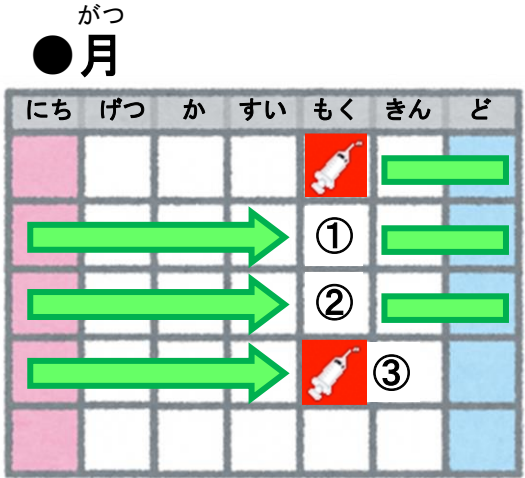 がつ
●月
にち げつ か すい もく きん ど
①
②
③